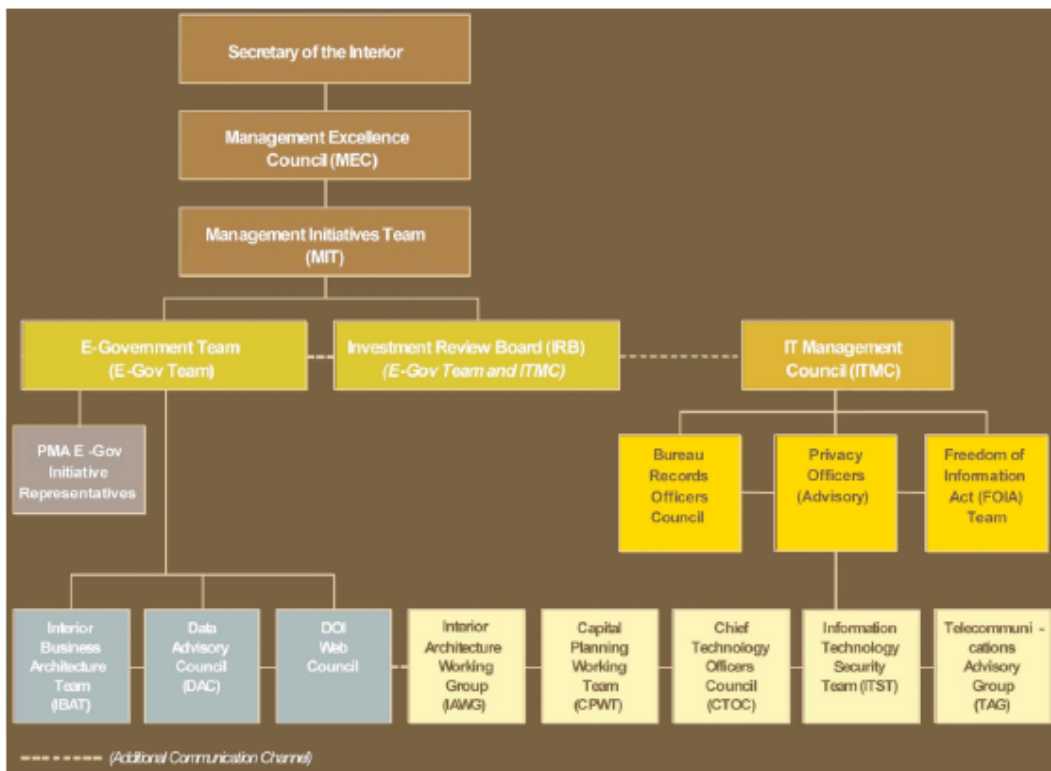 Secretary of the Interior
Management Excellence
Council (MEC)
Management Initiatives Team
(MIT)
E-Government Team
(E-Gov Team)
Investment Review Board (IRB)
(E-Gov Team and ITMC)
IT Management
Council (ITMC)
PMA E -Gov
Initiative
Representatives
Bureau
Records
Officers
Council
Privacy
Officers
(Advisory)
Freedom of
Information
Act (FOIA)
Team
Interior
Business
Architecture
Team
(IBAT)
Data
Advisory
Council
(DAC)
DOI
Web
Council
Interior
Architecture
Working
Group
(IAWG)
Capital
Planning
Working
Team
(CPWT)
Chief
Technology
Officers
Council
(CTOC)
Information
Technology
Security
Team (ITST)
Telecommuni -
cations
Advisory
Group
(TAG)
(Additional Communication Channel)